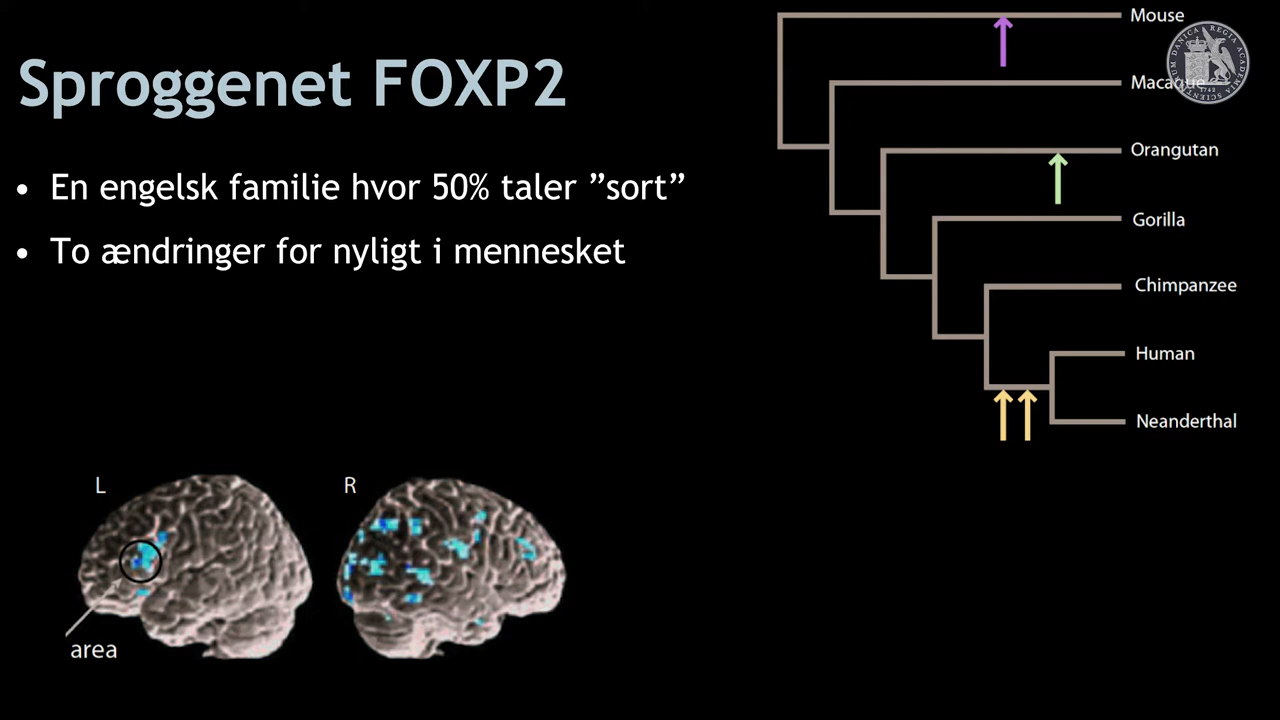 Sproggenet FOXP2
• En engelsk familie hvor 50% taler ”sort”
• To ændringer for nyligt i mennesket
Mouse
Macaque
Orangutan
Gorilla
Chimpanzee
Human
Neanderthal
L
R
area